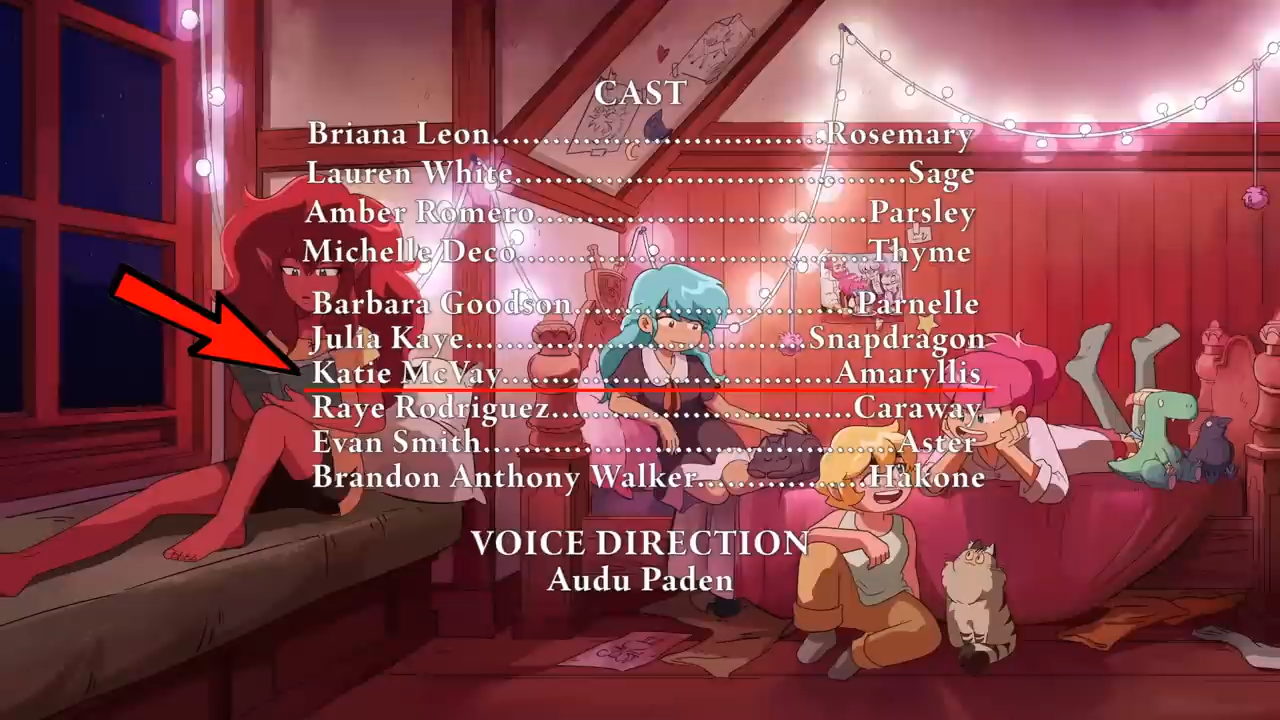 CAST
Briana Leon..........................................Rosemary
Lauren White..................................................Sage
Amber Romero..........................................Parsley
Michelle Deco.............................................Thyme
Barbara Goodson....................................Parnelle
Julia Kaye...........................................Snapdragon
Katie McVay..........................................Amaryllis
Raye Rodriguez......................................Caraway
Evan Smith.....................................................Aster
Brandon Anthony Walker......................Hakone
VOICE DIRECTION
Audu Paden